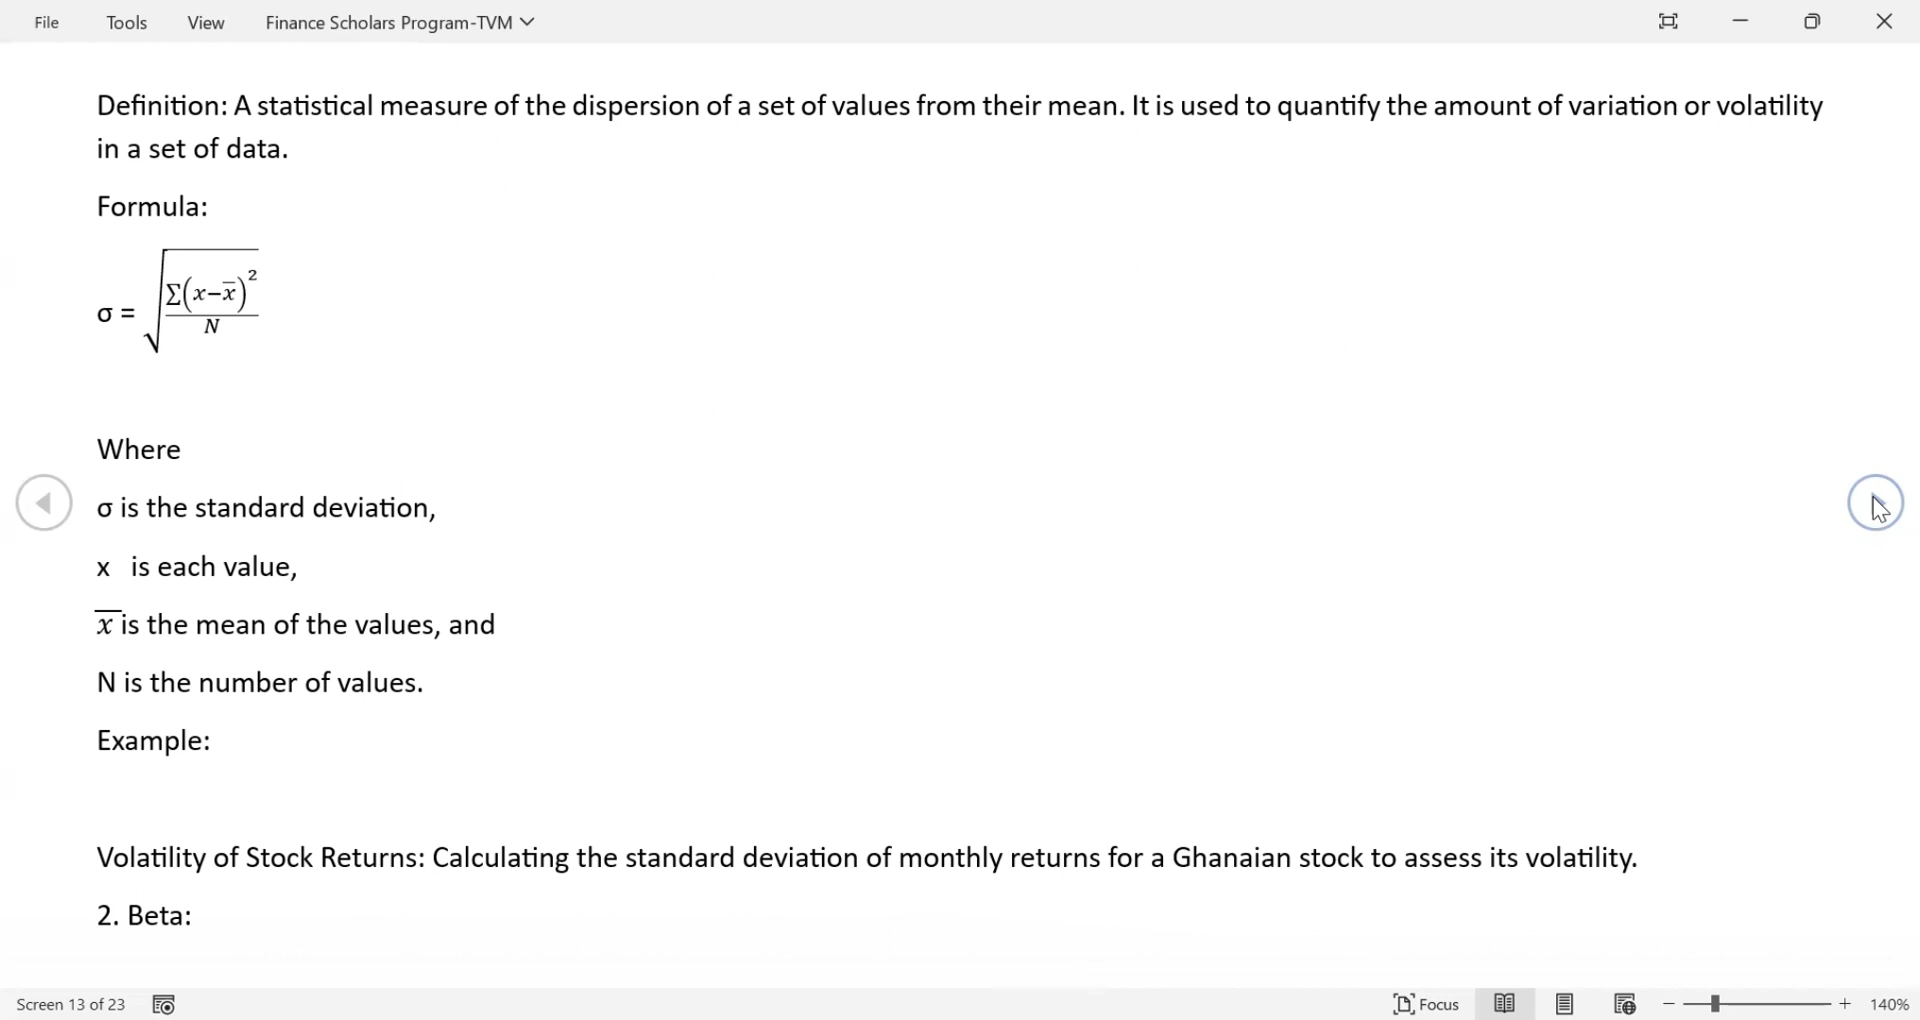 File Tools View Finance Scholars Program-TVM
Definition: A statistical measure of the dispersion of a set of values from their mean. It is used to quantify the amount of variation or volatility
in a set of data.
Formula:
σ = √(∑(x−x̅)²/N)
Where
σ is the standard deviation,
x is each value,
x̅ is the mean of the values, and
N is the number of values.
Example:
Volatility of Stock Returns: Calculating the standard deviation of monthly returns for a Ghanaian stock to assess its volatility.
2. Beta:
Screen 13 of 23 Focus 140%